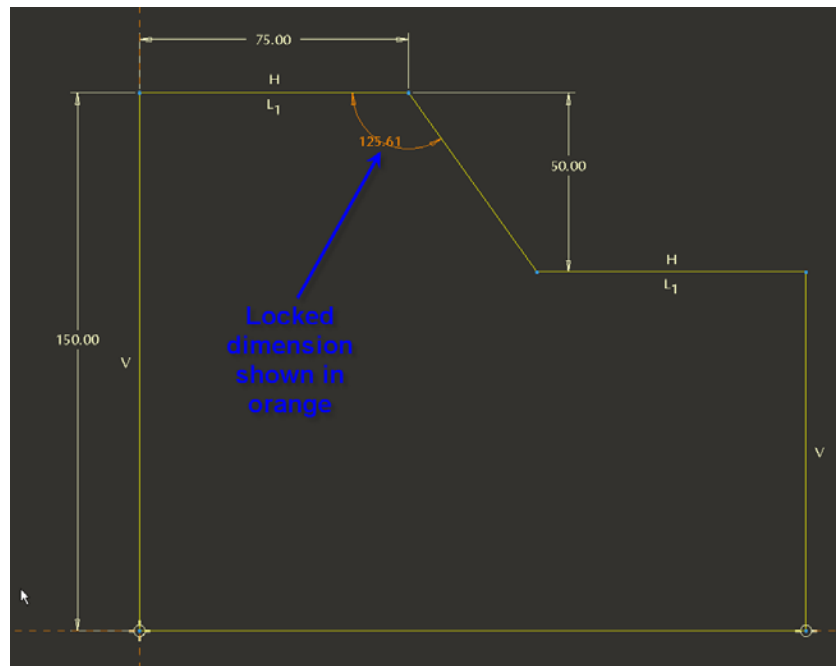 75.00
H
L1
125.61
50.00
H
L1
Locked
dimension
shown in
orange
150.00
V
V